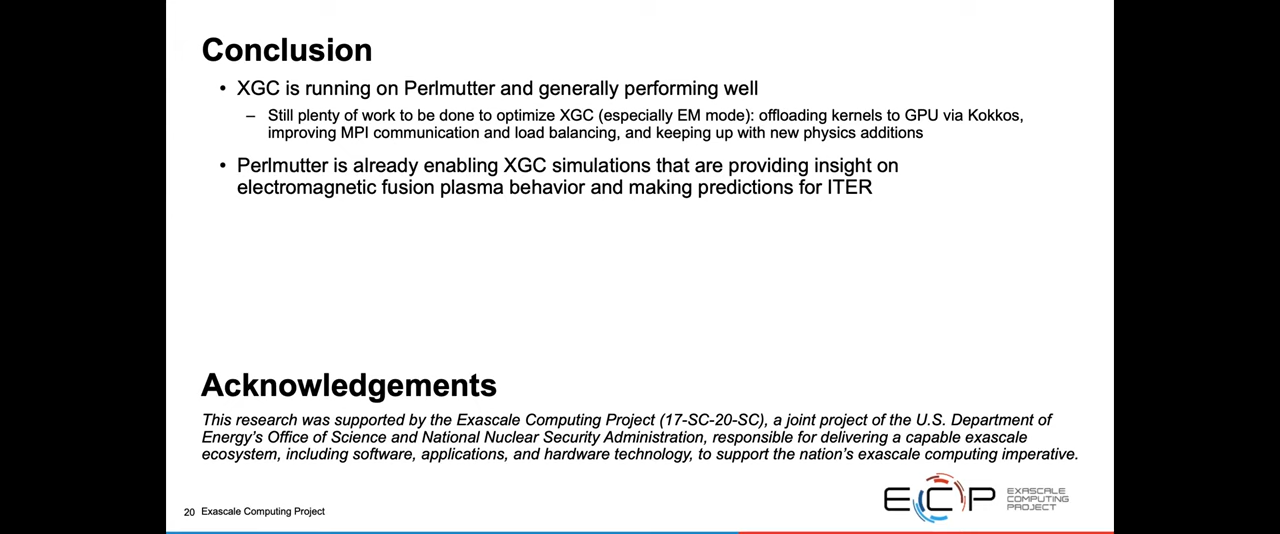 Conclusion
• XGC is running on Perlmutter and generally performing well
– Still plenty of work to be done to optimize XGC (especially EM mode): offloading kernels to GPU via Kokkos,
improving MPI communication and load balancing, and keeping up with new physics additions
• Perlmutter is already enabling XGC simulations that are providing insight on
electromagnetic fusion plasma behavior and making predictions for ITER
Acknowledgements
This research was supported by the Exascale Computing Project (17-SC-20-SC), a joint project of the U.S. Department of
Energy’s Office of Science and National Nuclear Security Administration, responsible for delivering a capable exascale
ecosystem, including software, applications, and hardware technology, to support the nation’s exascale computing imperative.
ECP
EXASCALE
COMPUTING
PROJECT
20 Exascale Computing Project